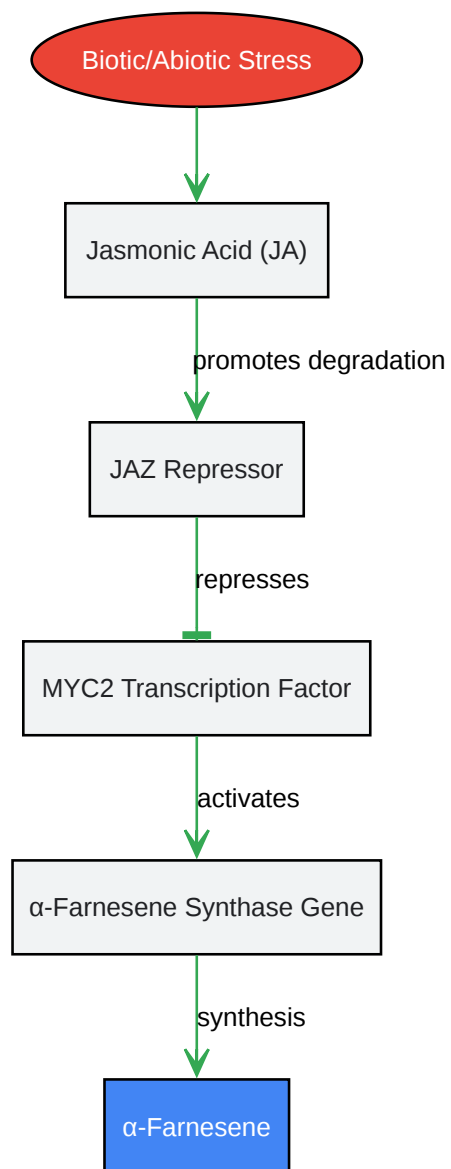 Biotic/Abiotic Stress
Jasmonic Acid (JA)
promotes degradation
JAZ Repressor
represses
MYC2 Transcription Factor
activates
α-Farnesene Synthase Gene
synthesis
α-Farnesene